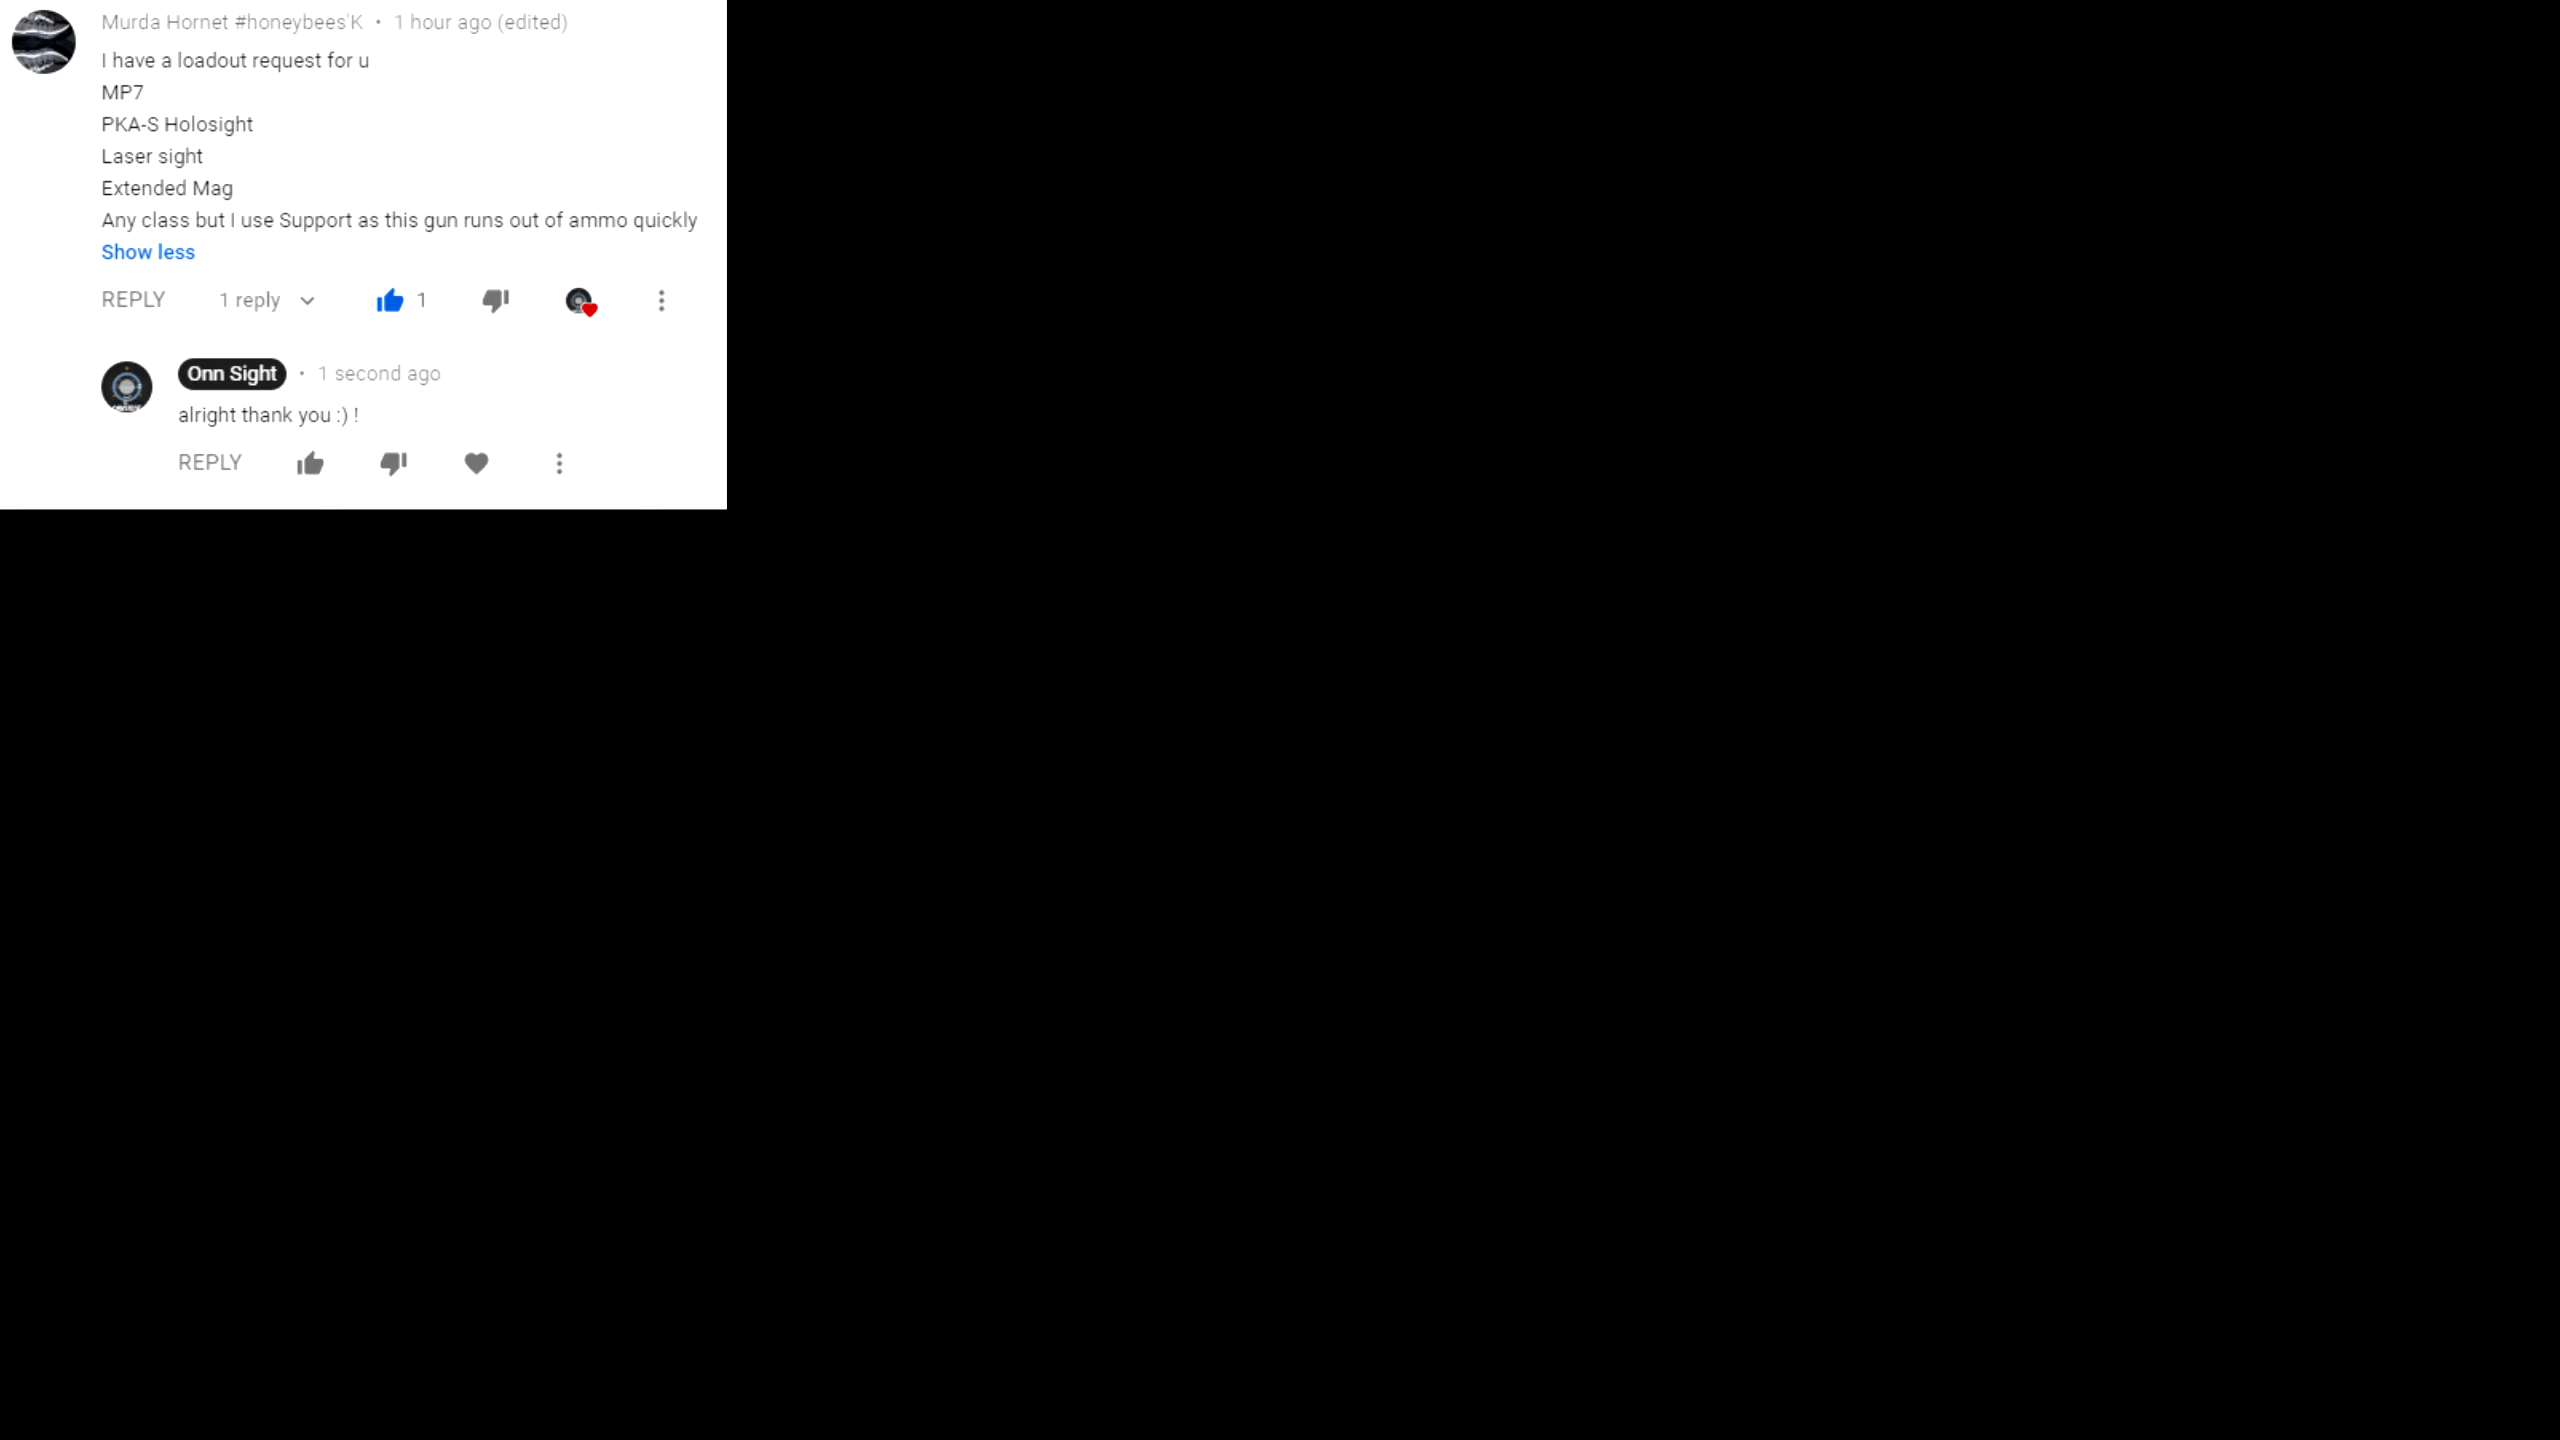 Murda Hornet #honeybees'K • 1 hour ago (edited)
I have a loadout request for u
MP7
PKA-S Holosight
Laser sight
Extended Mag
Any class but I use Support as this gun runs out of ammo quickly
Show less
REPLY 1 reply 1
Onn Sight • 1 second ago
alright thank you :) !
REPLY